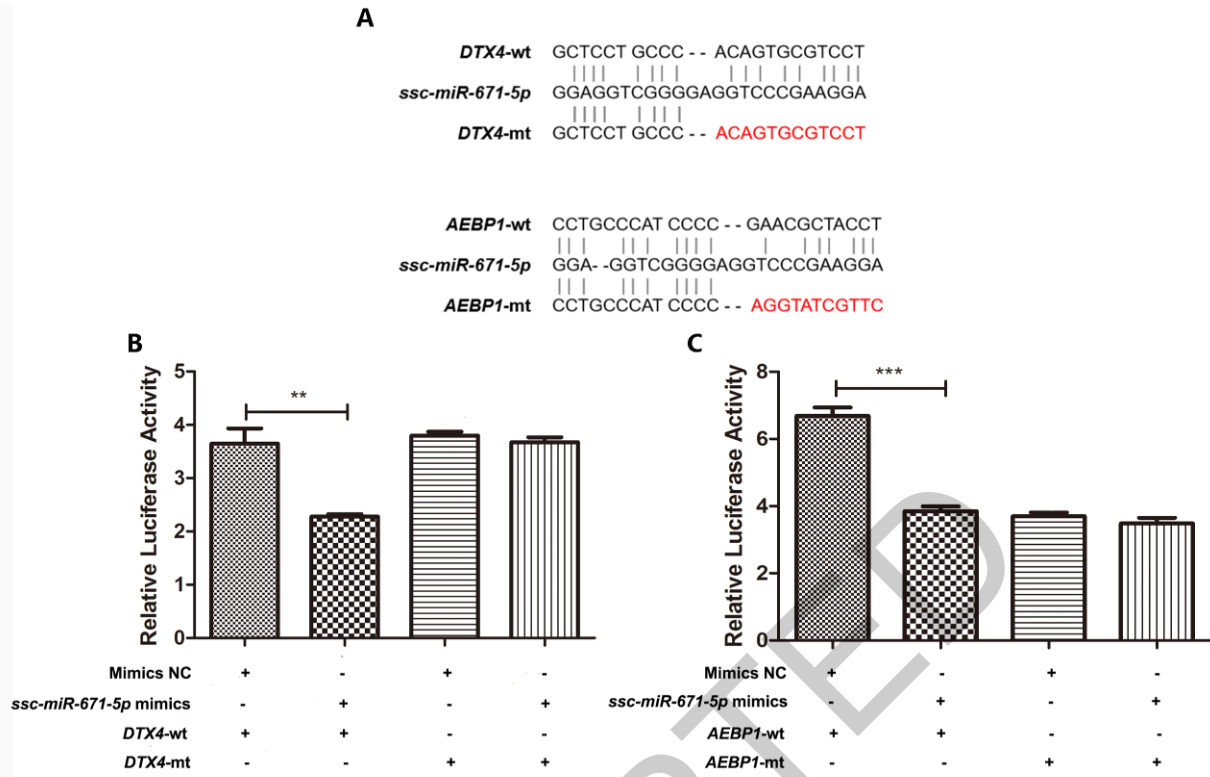 A
DTX4-wt GCTCCT GCCC - - ACAGTGCGTCCT
ssc-miR-671-5p GGAGGTCGGGGAGGTCCCGAAGGA
DTX4-mt GCTCCT GCCC - - ACAGTGCGTCCT
AEBP1-wt CCTGCCCAT CCCC - - GAACGCTACCT
ssc-miR-671-5p GGA- -GGTCGGGGAGGTCCCGAAGGA
AEBP1-mt CCTGCCCAT CCCC - - AGGTATCGTTC
B
Relative Luciferase Activity
5
4
3
2
1
0
**
Mimics NC + - + -
ssc-miR-671-5p mimics - + - +
DTX4-wt + + - -
DTX4-mt - - + +
C
Relative Luciferase Activity
8
6
4
2
0
***
Mimics NC + - + -
ssc-miR-671-5p mimics - + - +
AEBP1-wt + + - -
AEBP1-mt - - + +